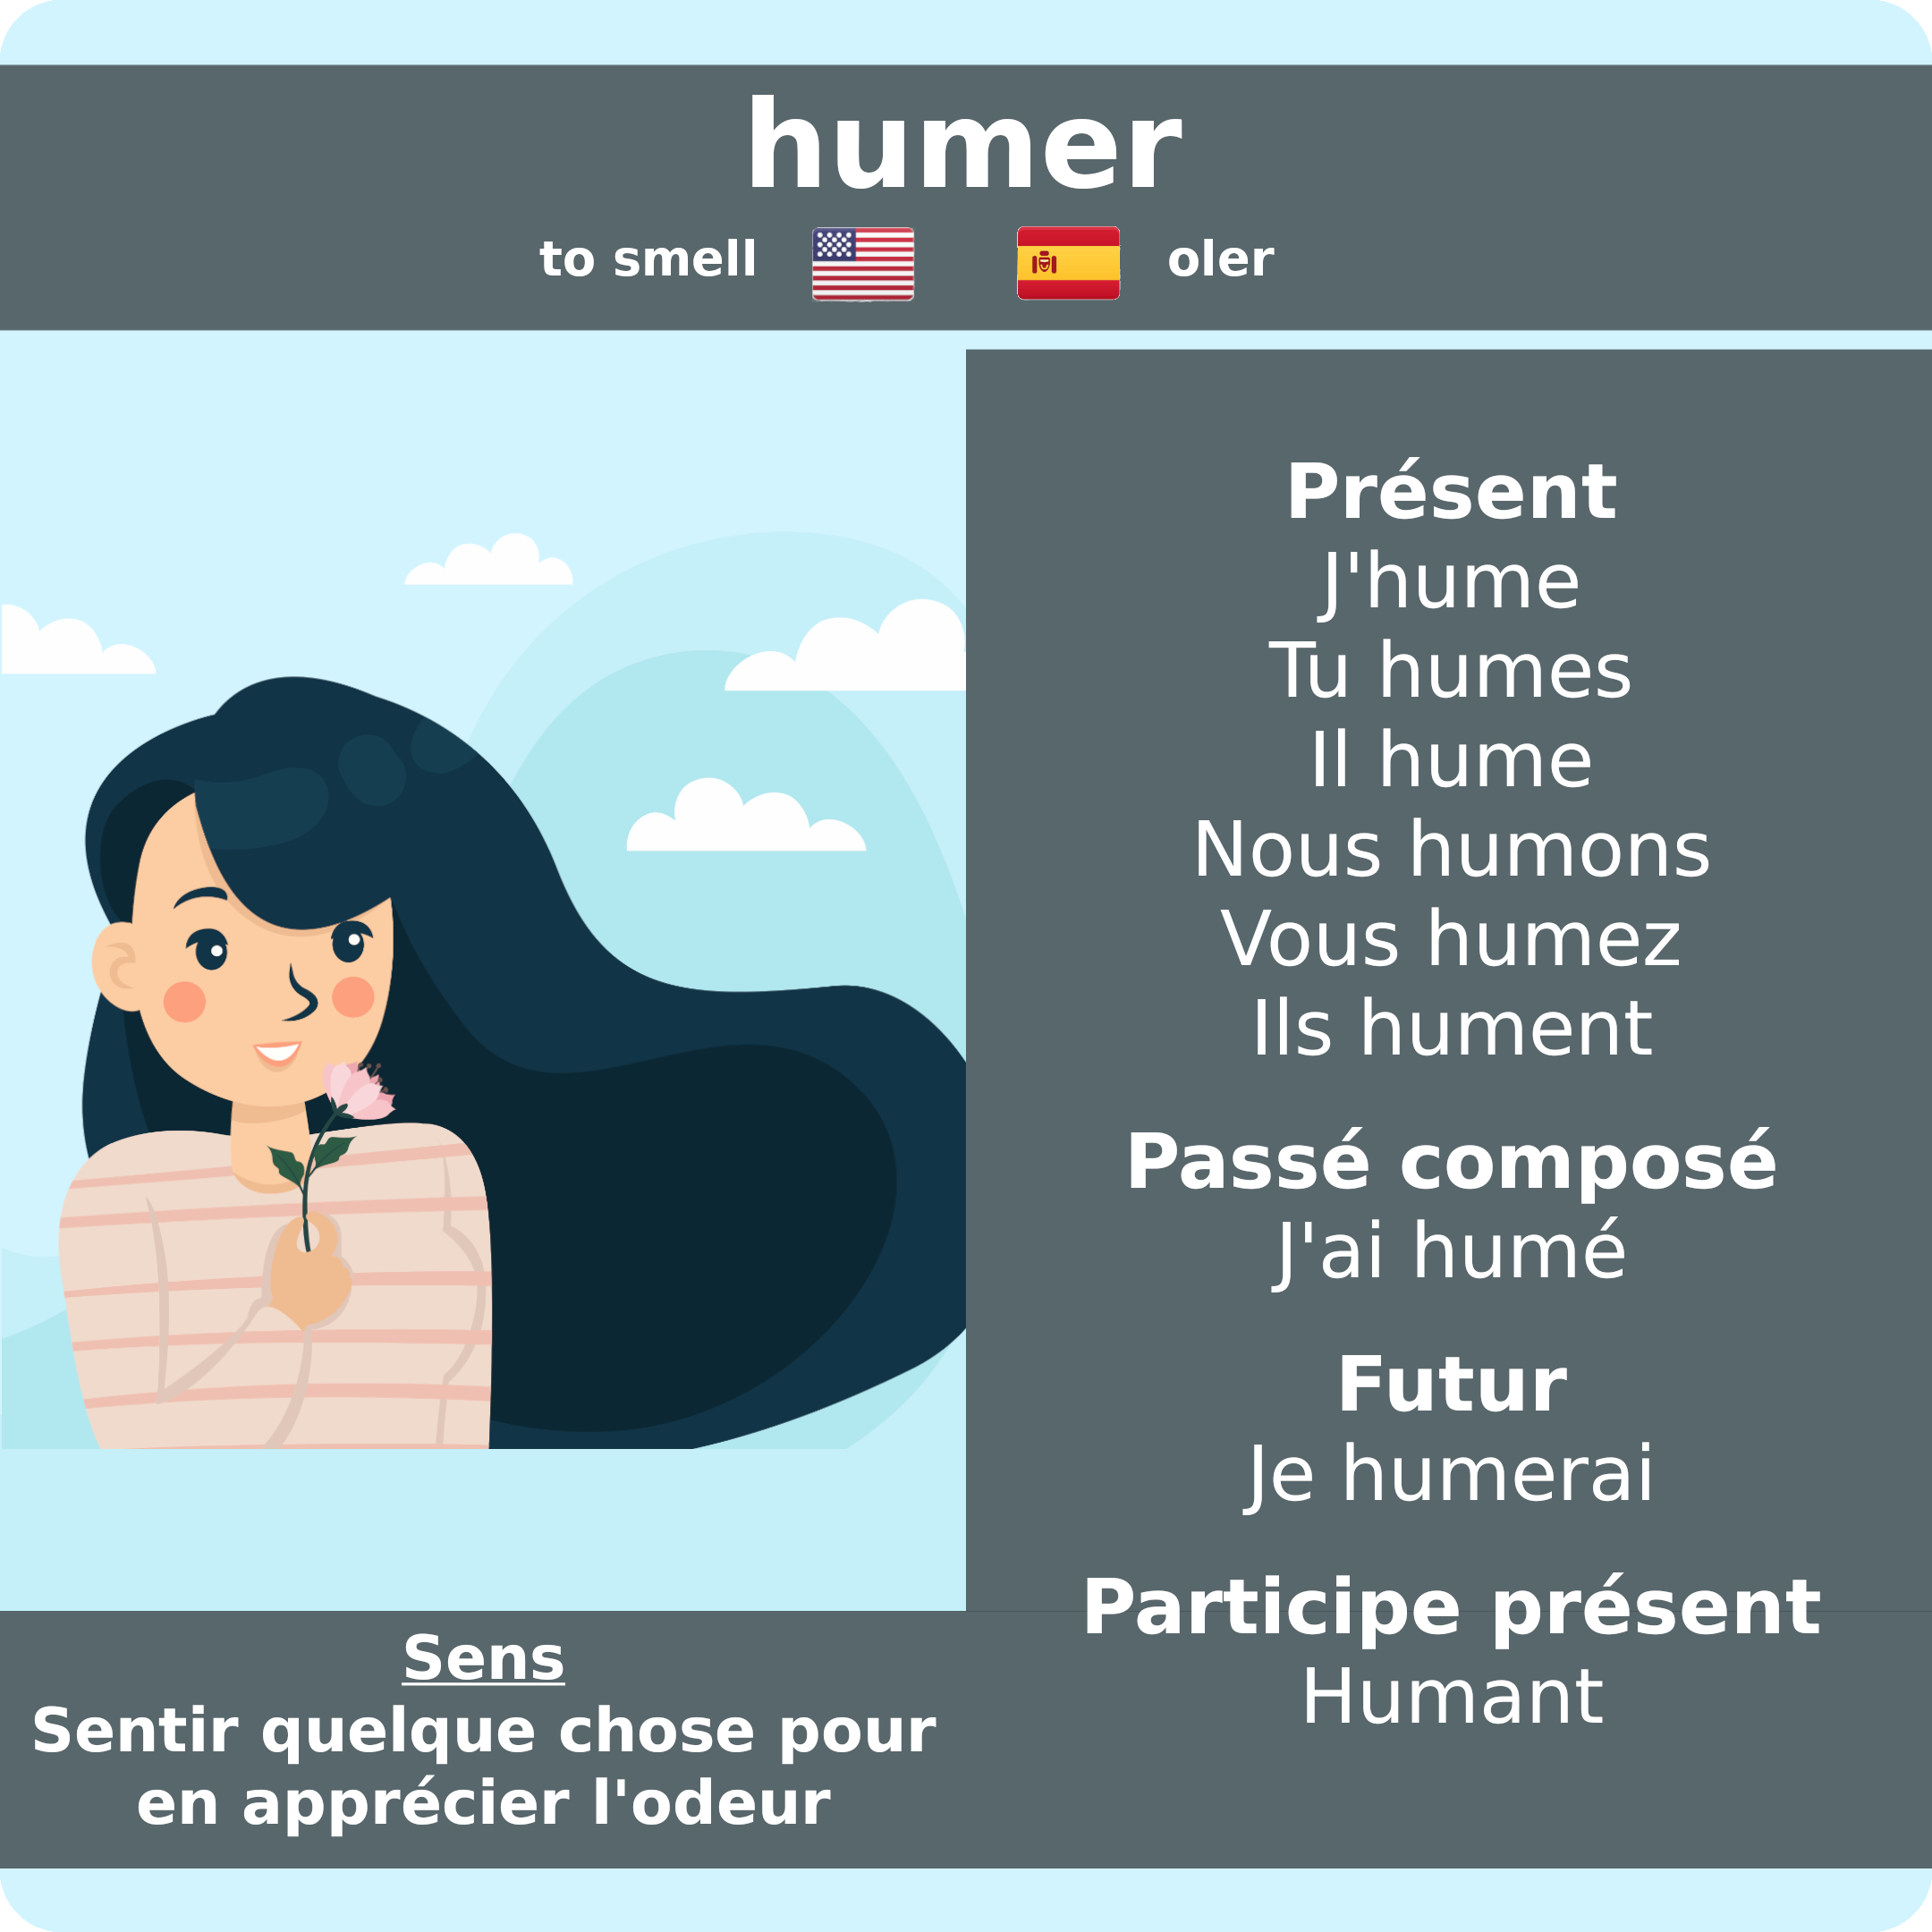 humer
to smell oler
Présent
J'hume
Tu humes
Il hume
Nous humons
Vous humez
Ils hument
Passé composé
J'ai humé
Futur
Je humerai
Participe présent
Humant
Sens
Sentir quelque chose pour
en apprécier l'odeur